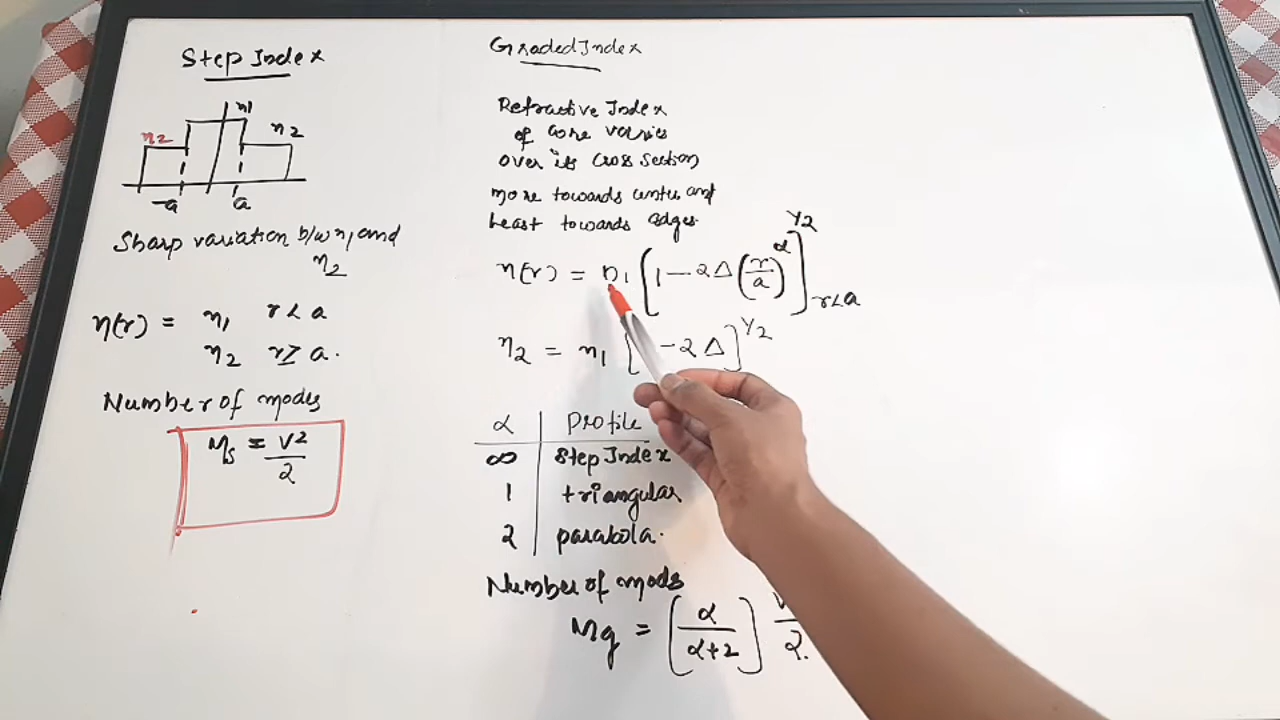 Step Index
n1
n2
n2
-a
a
Sharp variation b/w n1 and
n2
n(r) = n1 r < a
n2 r ≥ a.
Number of modes
Ms = V²/2
Graded Index
Refractive Index
of core varies
over its cross section
more towards center and
least towards edges.
n(r) = n1 [1 - 2Δ (r/a)^α]^1/2 r<a
n2 = n1 [ - 2Δ]^1/2
α Profile
∞ Step Index
1 triangular
2 parabola.
Number of mods
Mg = [α/α+2] 2.